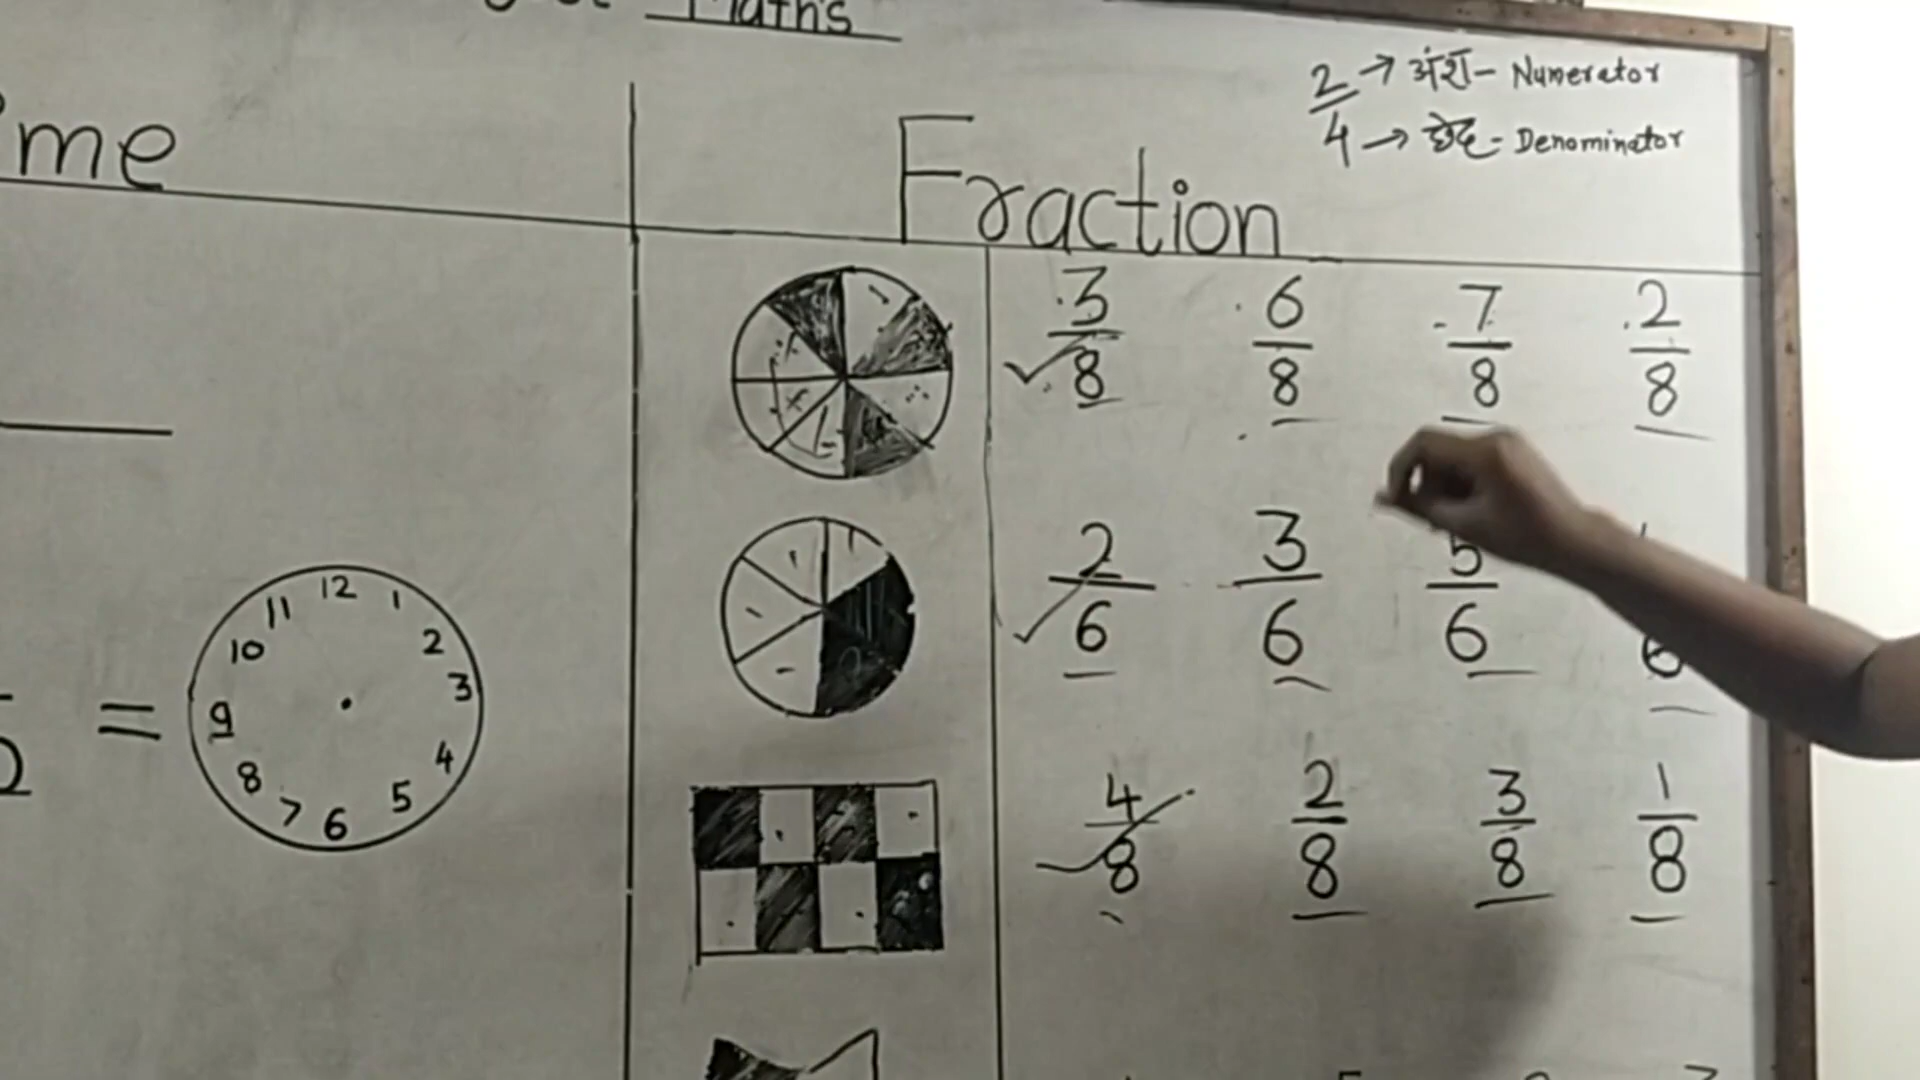 Maths
me
Fraction
2/4 → अंश - Numerator
→ छेद - Denominator
3/8 6/8 7/8 2/8
2/6 3/6 5/6
4/8 2/8 3/8 1/8
=
12
11 1
10 2
9 3
8 4
7 5
6